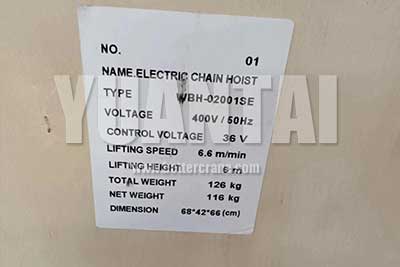 NO. 01
NAME.ELECTRIC CHAIN HOIST
TYPE WBH-02001SE
VOLTAGE 400V / 50Hz
CONTROL VOLTAGE 36 V
LIFTING SPEED 6.6 m/min
LIFTING HEIGHT 6 m
TOTAL WEIGHT 126 kg
NET WEIGHT 116 kg
DIMENSION 68*42*66 (cm)
YUANTAI